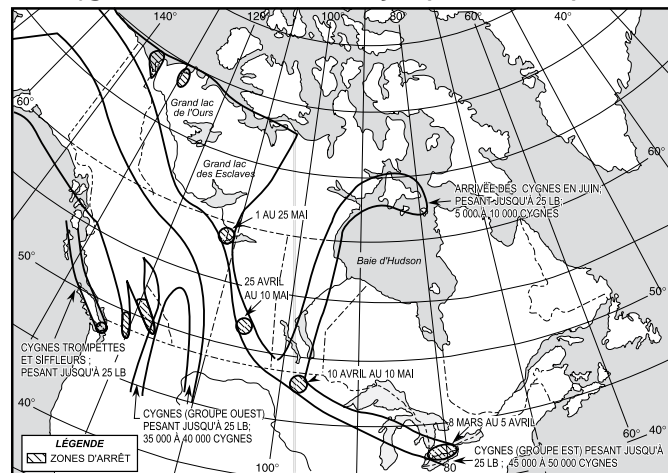 140°
120°
100°
80
60°
40°
60°
Grand lac
de l'Ours
60°
Grand lac
des Esclaves
ARRIVÉE DES CYGNES EN JUIN;
PESANT JUSQU'À 25 LB;
5 000 À 10 000 CYGNES
1 AU 25 MAI
50°
Baie d'Hudson
50°
25 AVRIL
AU 10 MAI
CYGNES TROMPETTES
ET SIFFLEURS ;
PESANT JUSQU'À 25 LB
10 AVRIL AU 10 MAI
40°
40°
CYGNES (GROUPE OUEST)
PESANT JUSQU'À 25 LB;
35 000 À 40 000 CYGNES
8 MARS AU 5 AVRIL
LÉGENDE
ZONES D'ARRÊT
100°
80
CYGNES (GROUPE EST) PESANT JUSQU'À
25 LB ; 45 000 À 50 000 CYGNES